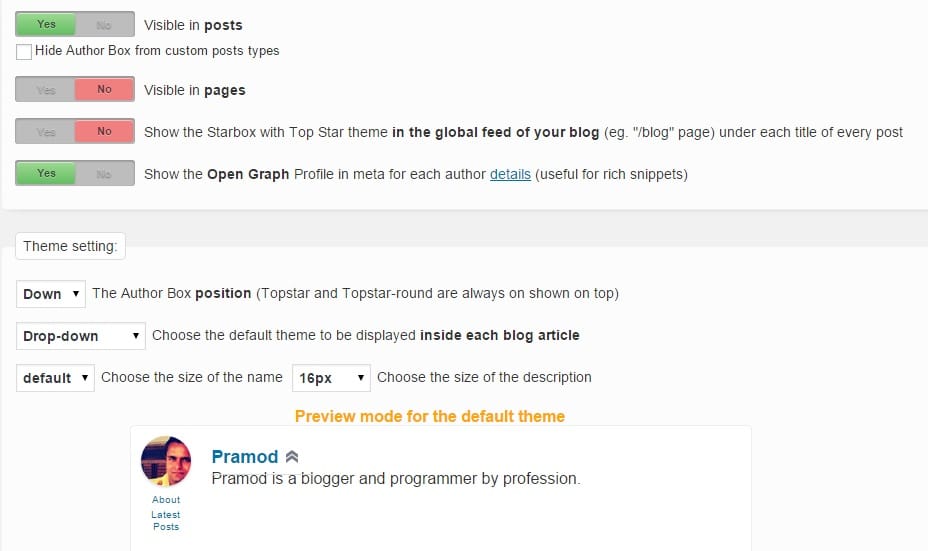 Yes No Visible in posts
Hide Author Box from custom posts types
Yes No Visible in pages
Yes No Show the Starbox with Top Star theme in the global feed of your blog (eg. "/blog" page) under each title of every post
Yes No Show the Open Graph Profile in meta for each author details (useful for rich snippets)
Theme setting:
Down The Author Box position (Topstar and Topstar-round are always on shown on top)
Drop-down Choose the default theme to be displayed inside each blog article
default Choose the size of the name 16px Choose the size of the description
Preview mode for the default theme
Pramod
Pramod is a blogger and programmer by profession.
About
Latest
Posts